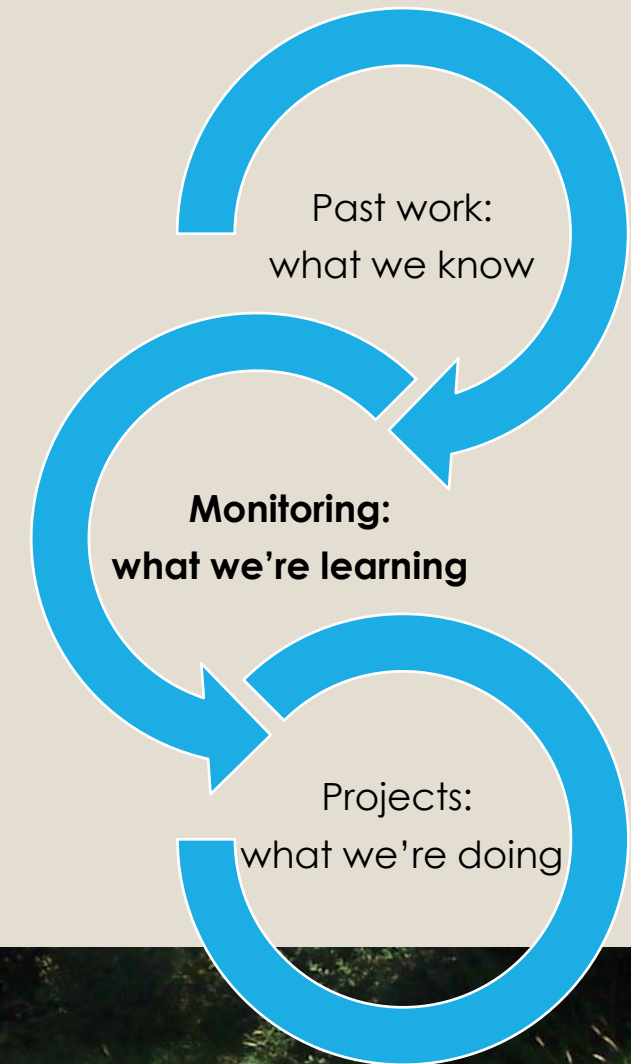 Past work:
what we know
Monitoring:
what we’re learning
Projects:
what we’re doing